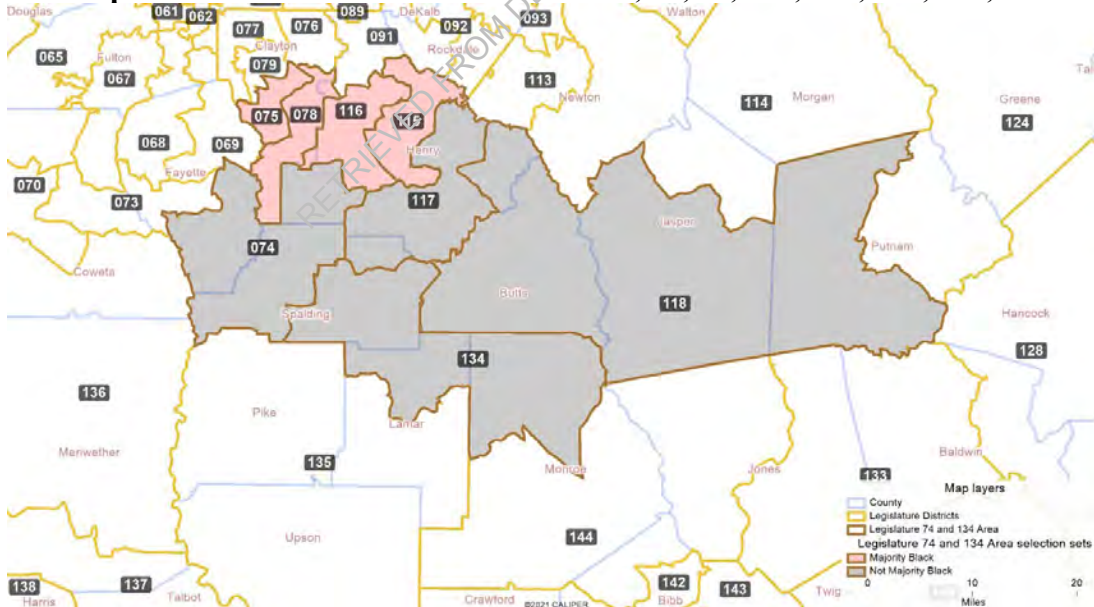 Douglas
061
062
077
076
089
DeKalb
092
093
Walton
Clayton
091
Rockdale
065
Fulton
067
079
113
Newton
114
Morgan
Greene
124
075
078
116
115
Henry
068
069
Fayette
070
073
117
074
Jasper
Putnam
Coweta
Butts
118
Spalding
Hancock
128
134
136
Pike
Lamar
Meriwether
135
Monroe
Jones
133
Baldwin
Upson
144
138
137
Harris
Talbot
Crawford
142
Bibb
143
Twig
RETRIEVED FROM D
Map layers
County
Legislature Districts
Legislature 74 and 134 Area
Legislature 74 and 134 Area selection sets
Majority Black
Not Majority Black
0
10
20
Miles
©2021 CALIPER